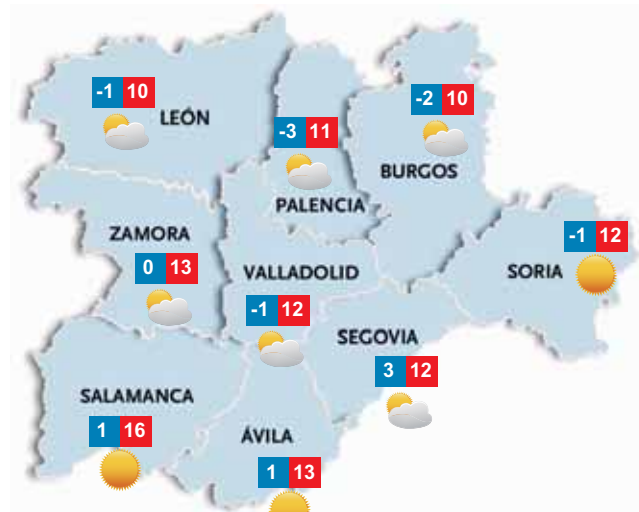 -1 10
LEÓN
-2 10
-3 11
BURGOS
PALENCIA
ZAMORA
0 13
VALLADOLID
-1 12
SORIA
-1 12
SEGOVIA
3 12
SALAMANCA
1 16
ÁVILA
1 13